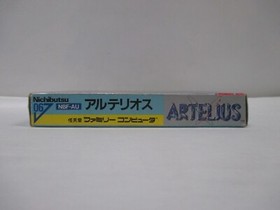 Nichibutsu
06
NBF-AU
アルテリオス
任天堂 ファミリー コンピュータ
ARTELIUS